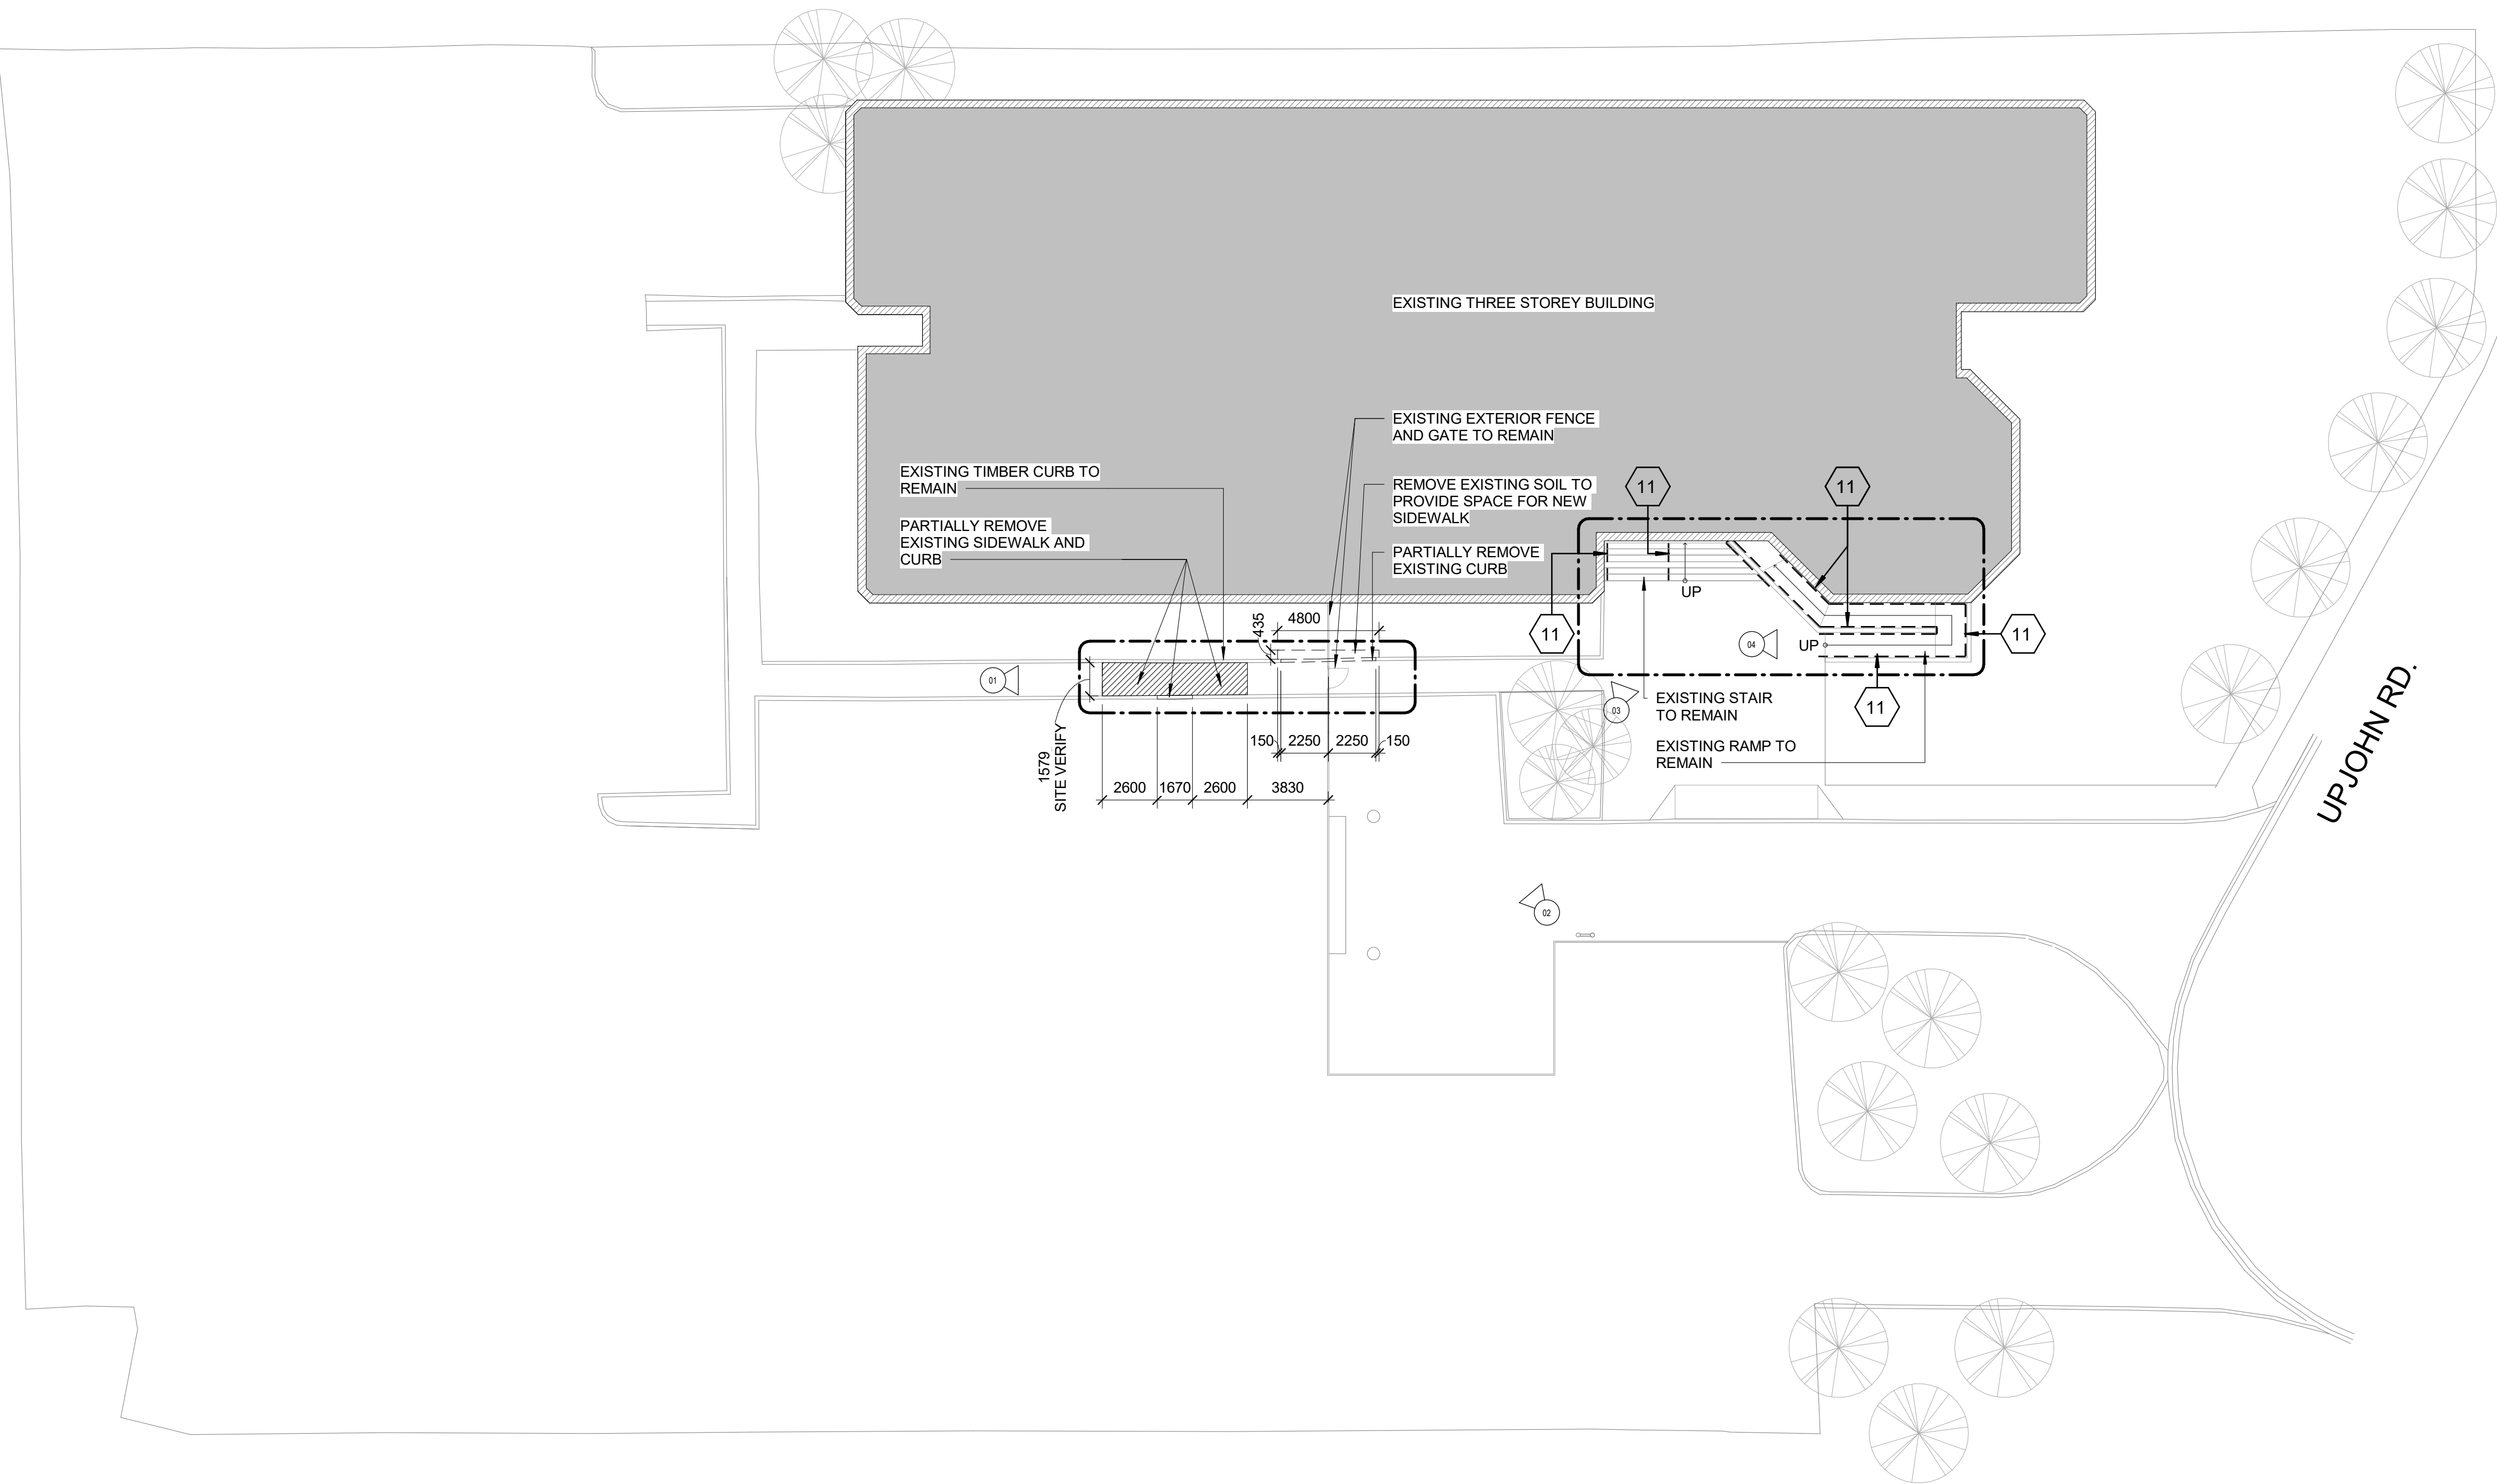 EXISTING THREE STOREY BUILDING
EXISTING EXTERIOR FENCE
AND GATE TO REMAIN
EXISTING TIMBER CURB TO
REMAIN
REMOVE EXISTING SOIL TO
PROVIDE SPACE FOR NEW
SIDEWALK
PARTIALLY REMOVE
EXISTING SIDEWALK AND
CURB
PARTIALLY REMOVE
EXISTING CURB
11
11
UP
11
11
435
4800
04
UP
01
03
EXISTING STAIR
TO REMAIN
11
EXISTING RAMP TO
REMAIN
150
2250
2250
150
1579
SITE VERIFY
2600
1670
2600
3830
UPJOHN RD.
02